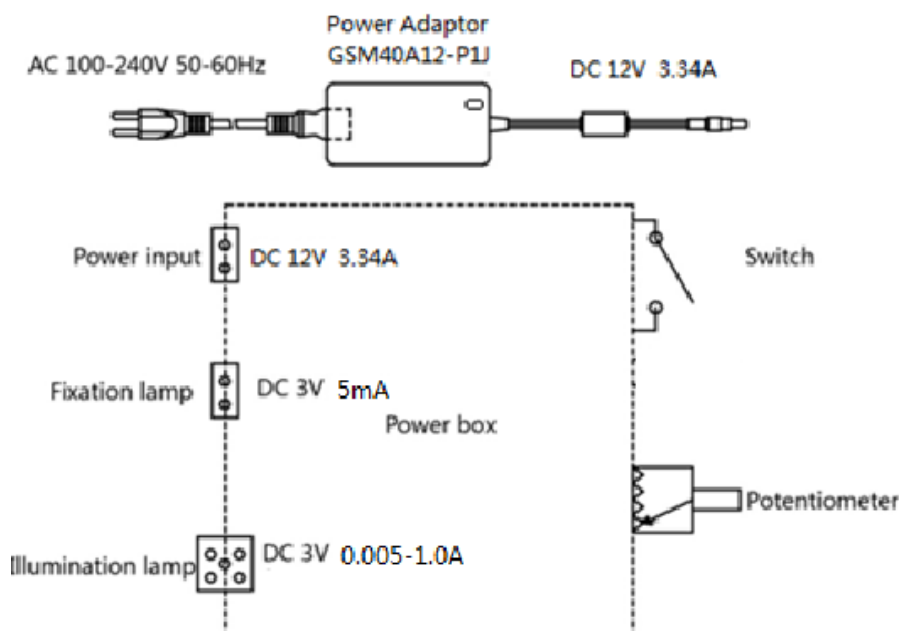 Power Adaptor
GSM40A12-P1J
AC 100-240V 50-60Hz
DC 12V 3.34A
Power input
DC 12V 3.34A
Switch
Fixation lamp
DC 3V 5mA
Power box
Potentiometer
Illumination lamp
DC 3V 0.005-1.0A